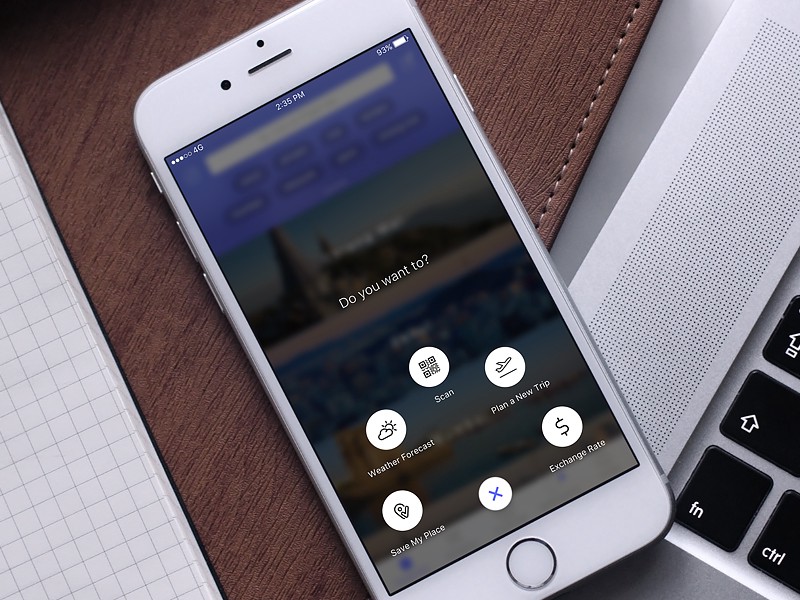 4G
2:35 PM
93%
Do you want to?
Scan
Plan a New Trip
Weather Forecast
Exchange Rate
Save My Place
fn
ctrl